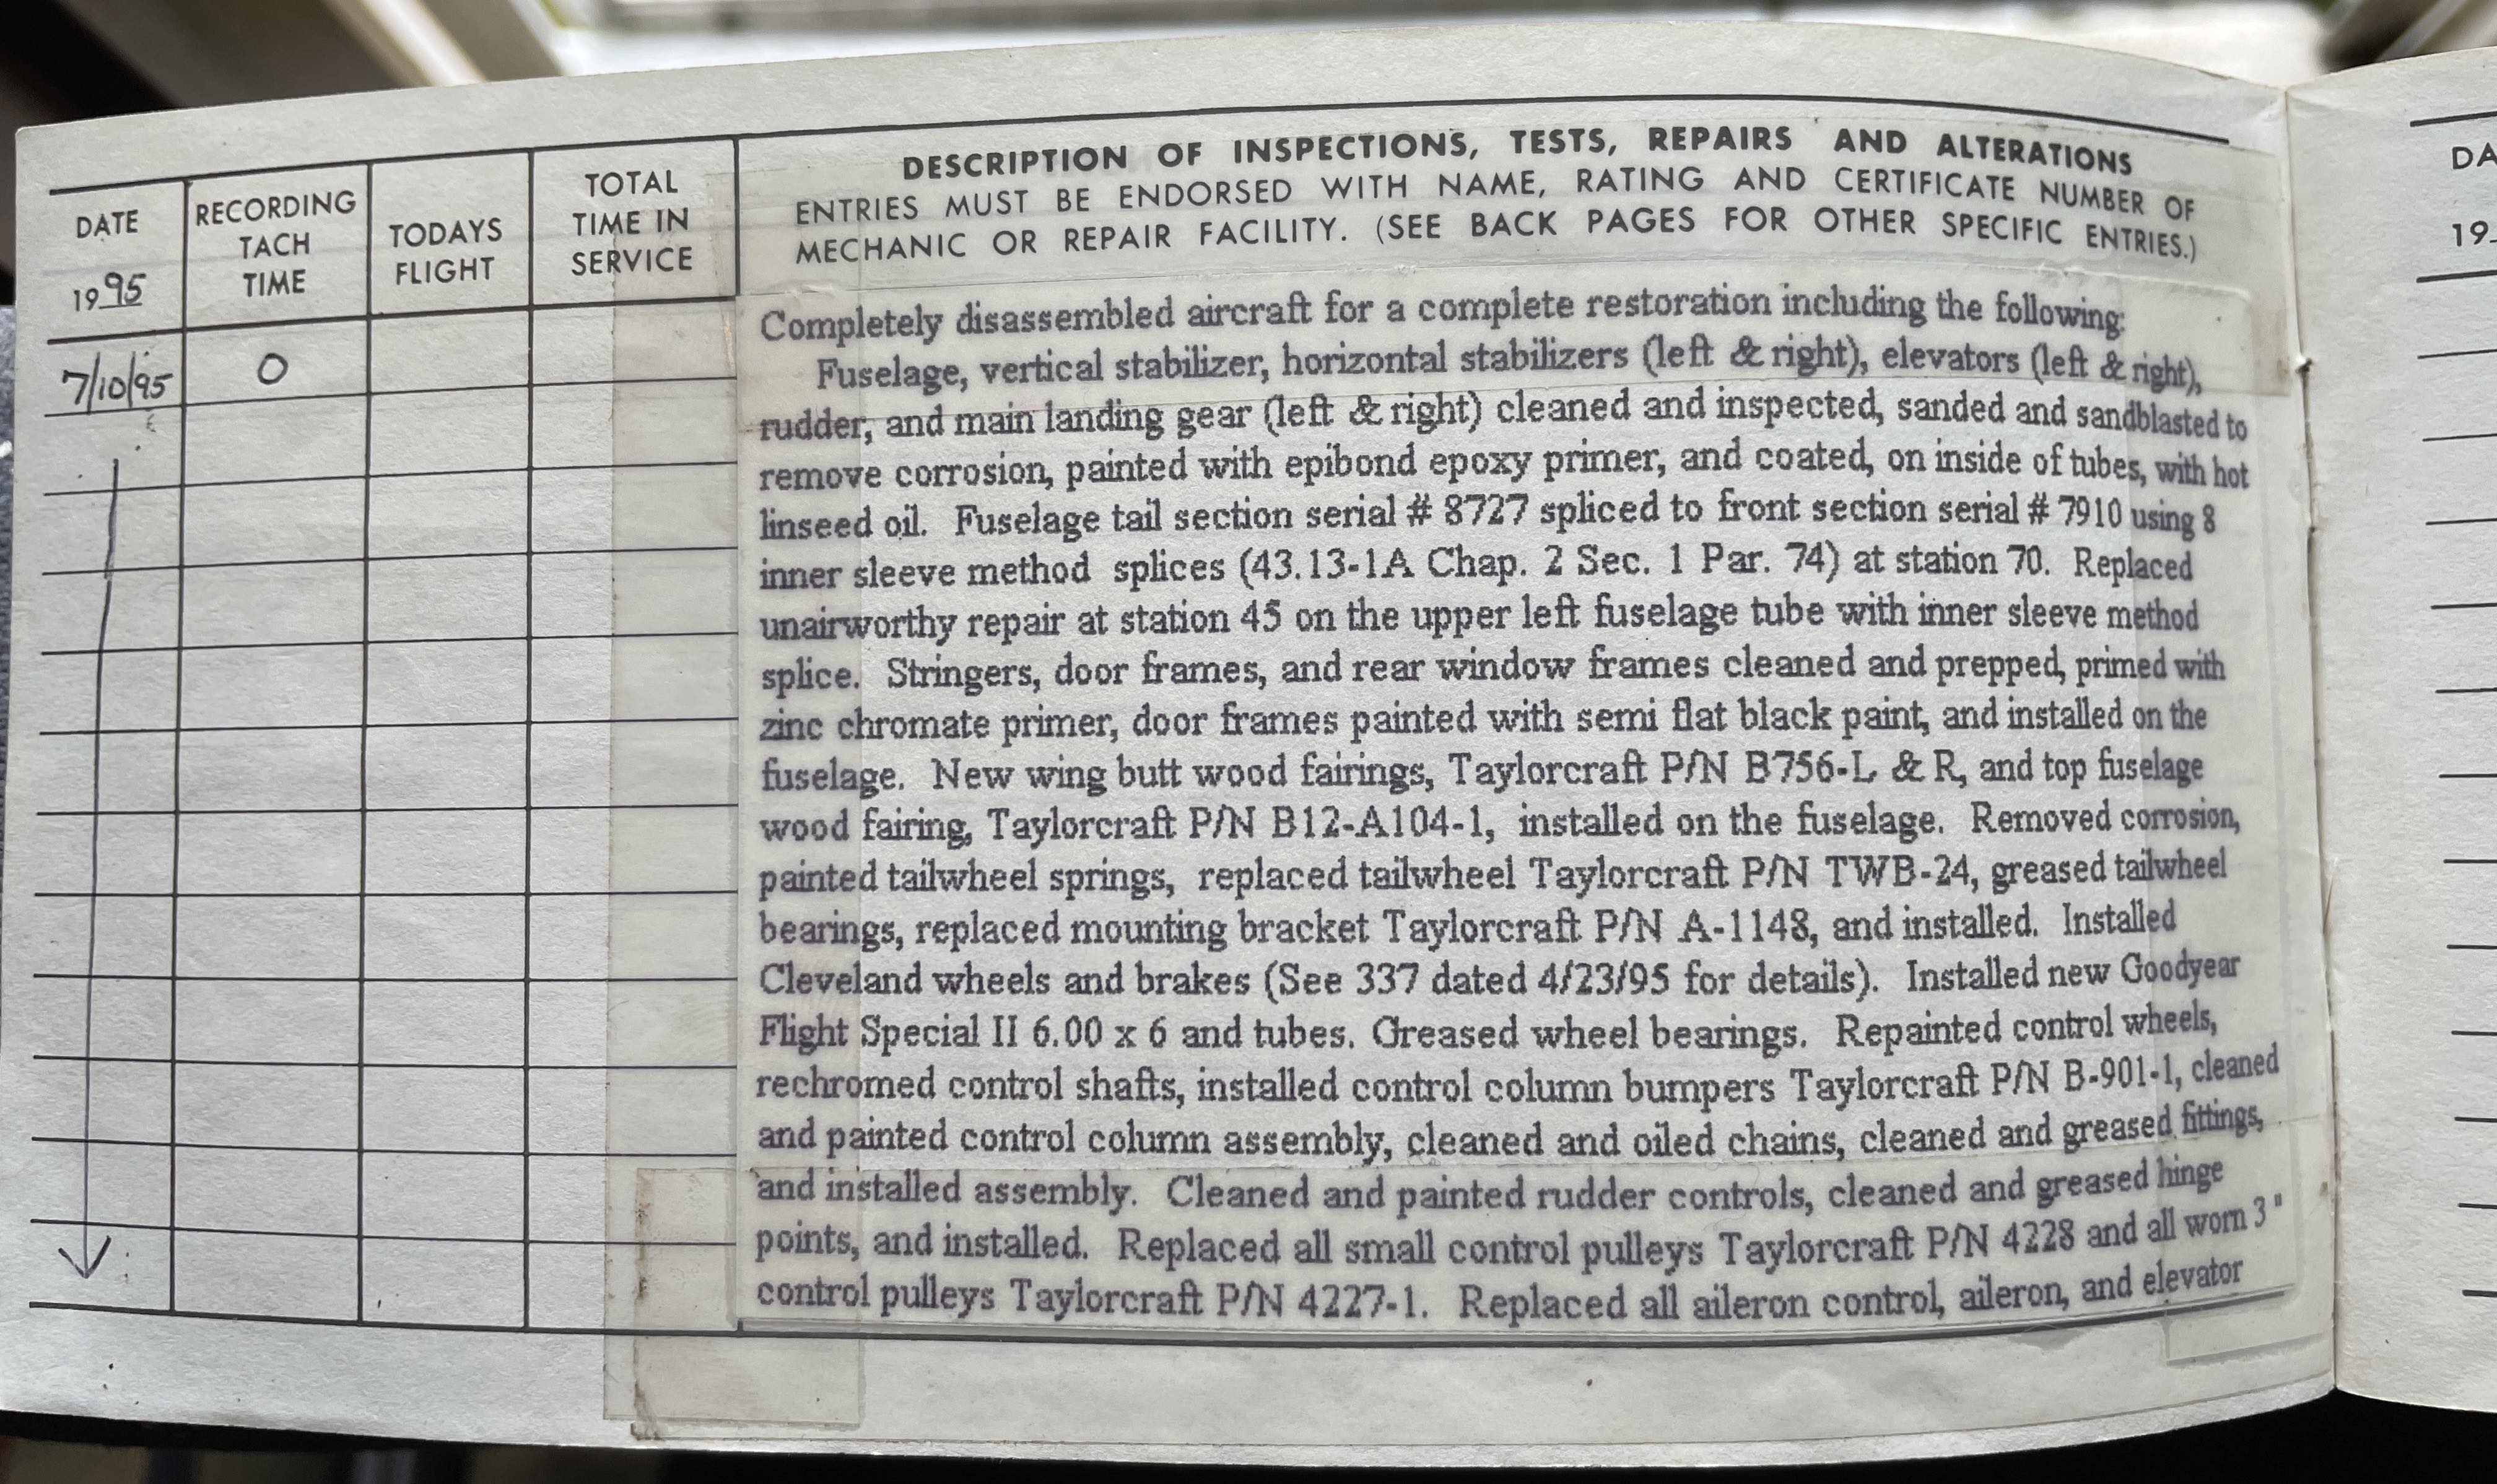 DATE
1995
RECORDING
TACH
TIME
TODAYS
FLIGHT
TOTAL
TIME IN
SERVICE
DESCRIPTION OF INSPECTIONS, TESTS, REPAIRS AND ALTERATIONS
ENTRIES MUST BE ENDORSED WITH NAME, RATING AND CERTIFICATE NUMBER OF
MECHANIC OR REPAIR FACILITY. (SEE BACK PAGES FOR OTHER SPECIFIC ENTRIES.)
7/10/95
0
Completely disassembled aircraft for a complete restoration including the following:
Fuselage, vertical stabilizer, horizontal stabilizers (left & right), elevators (left & right),
rudder, and main landing gear (left & right) cleaned and inspected, sanded and sandblasted to
remove corrosion, painted with epibond epoxy primer, and coated, on inside of tubes, with hot
linseed oil. Fuselage tail section serial # 8727 spliced to front section serial # 7910 using 8
inner sleeve method splices (43.13-1A Chap. 2 Sec. 1 Par. 74) at station 70. Replaced
unairworthy repair at station 45 on the upper left fuselage tube with inner sleeve method
splice. Stringers, door frames, and rear window frames cleaned and prepped, primed with
zinc chromate primer, door frames painted with semi flat black paint, and installed on the
fuselage. New wing butt wood fairings, Taylorcraft P/N B756-L & R, and top fuselage
wood fairing, Taylorcraft P/N B12-A104-1, installed on the fuselage. Removed corrosion,
painted tailwheel springs, replaced tailwheel Taylorcraft P/N TWB-24, greased tailwheel
bearings, replaced mounting bracket Taylorcraft P/N A-1148, and installed. Installed
Cleveland wheels and brakes (See 337 dated 4/23/95 for details). Installed new Goodyear
Flight Special II 6.00 x 6 and tubes. Greased wheel bearings. Repainted control wheels,
rechromed control shafts, installed control column bumpers Taylorcraft P/N B-901-1, cleaned
and painted control column assembly, cleaned and oiled chains, cleaned and greased fittings,
and installed assembly. Cleaned and painted rudder controls, cleaned and greased hinge
points, and installed. Replaced all small control pulleys Taylorcraft P/N 4228 and all worn 3"
control pulleys Taylorcraft P/N 4227-1. Replaced all aileron control, aileron, and elevator
DA
19